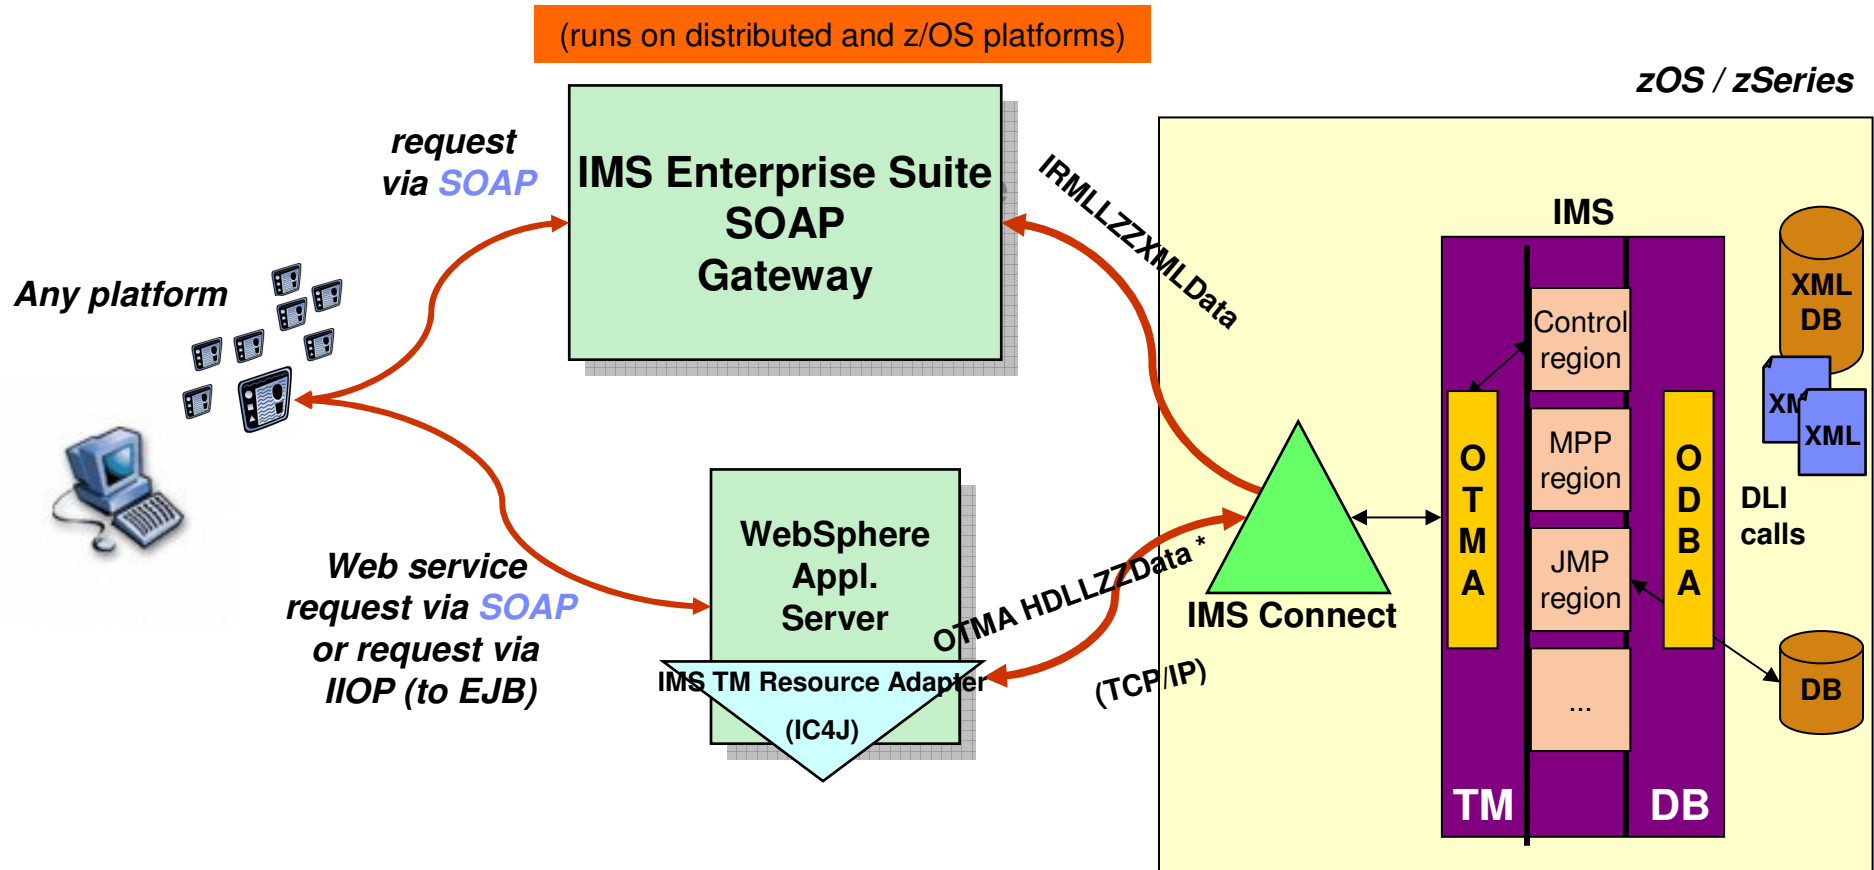 (runs on distributed and z/OS platforms)
zOS / zSeries
request
via SOAP
IMS Enterprise Suite
SOAP
Gateway
IRMLLZZXMLData
Any platform
IMS
XML
DB
XML
Control
region
MPP
region
JMP
region
...
O
T
M
A
O
D
B
A
DLI
calls
DB
TM
DB
IMS Connect
Web service
request via SOAP
or request via
IIOP (to EJB)
WebSphere
Appl.
Server
IMS TM Resource Adapter
(IC4J)
OTMA HDLLZZData *
(TCP/IP)